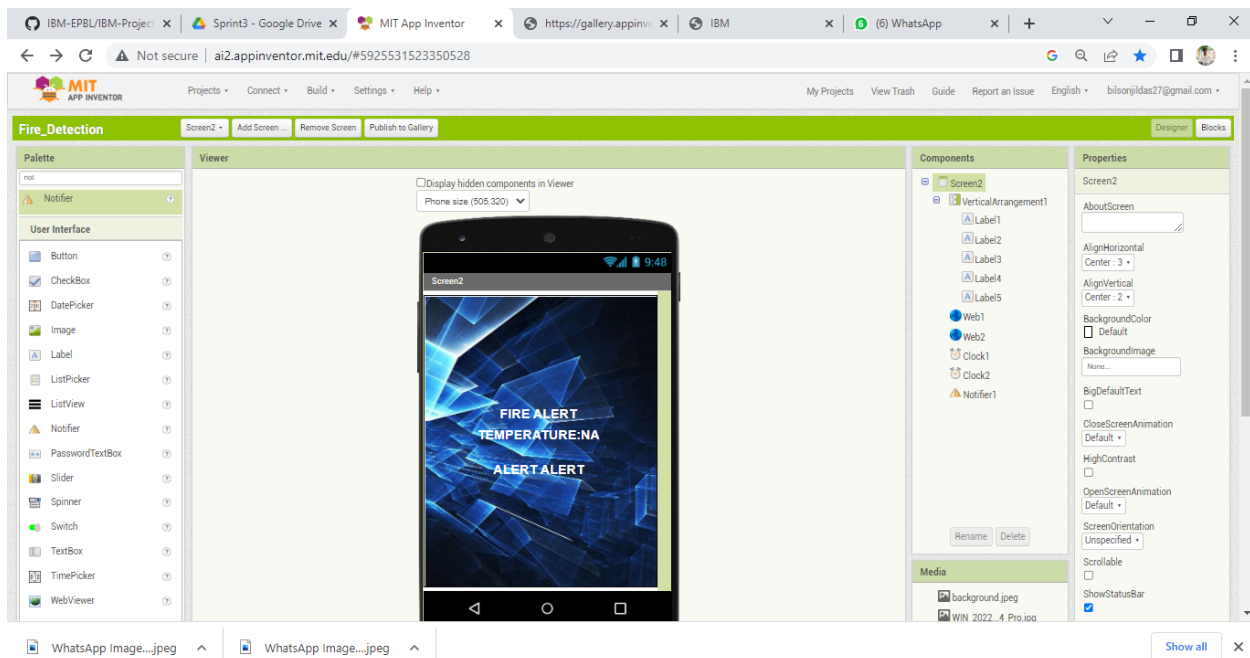 IBM-EPBL/IBM-Project
Sprint3 - Google Drive
MIT App Inventor
https://gallery.appinve
IBM
(6) WhatsApp
Not secure
ai2.appinventor.mit.edu/#5925531523350528
MIT
APP INVENTOR
Projects
Connect
Build
Settings
Help
My Projects
View Trash
Guide
Report an Issue
English
bilsonjildas27@gmail.com
Fire_Detection
Screen2
Add Screen ...
Remove Screen
Publish to Gallery
Designer
Blocks
Palette
not
Notifier
User Interface
Button
CheckBox
DatePicker
Image
Label
ListPicker
ListView
Notifier
PasswordTextBox
Slider
Spinner
Switch
TextBox
TimePicker
WebViewer
Viewer
Display hidden components in Viewer
Phone size (505,320)
9:48
Screen2
FIRE ALERT
TEMPERATURE:NA
ALERT ALERT
Components
Screen2
VerticalArrangement1
Label1
Label2
Label3
Label4
Label5
Web1
Web2
Clock1
Clock2
Notifier1
Rename
Delete
Media
background.jpeg
WIN_2022...4_Pro.jpg
Properties
Screen2
AboutScreen
AlignHorizontal
Center : 3
AlignVertical
Center : 2
BackgroundColor
Default
BackgroundImage
None...
BigDefaultText
CloseScreenAnimation
Default
HighContrast
OpenScreenAnimation
Default
ScreenOrientation
Unspecified
Scrollable
ShowStatusBar
WhatsApp Image....jpeg
WhatsApp Image....jpeg
Show all